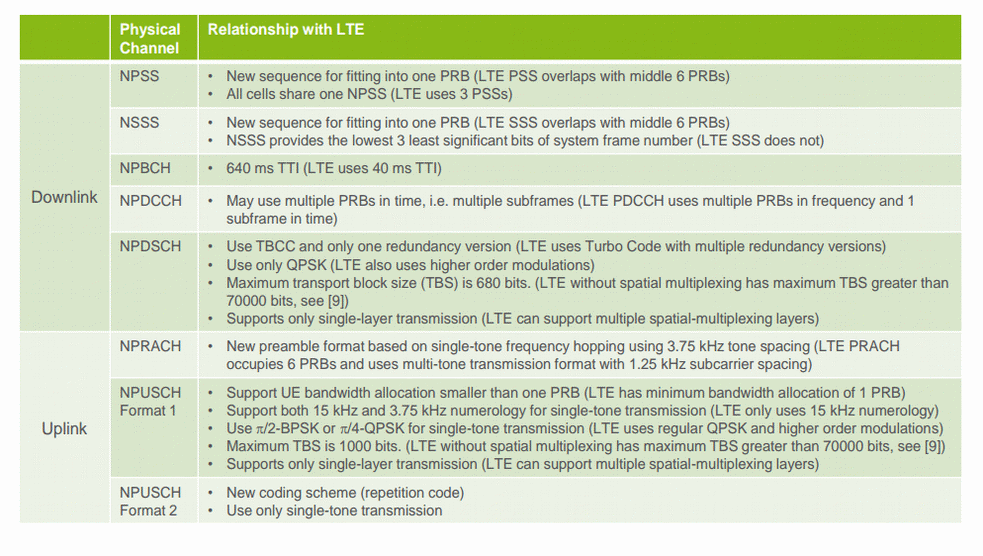 Physical
Channel
Relationship with LTE
Downlink
NPSS
• New sequence for fitting into one PRB (LTE PSS overlaps with middle 6 PRBs)
• All cells share one NPSS (LTE uses 3 PSSs)
NSSS
• New sequence for fitting into one PRB (LTE SSS overlaps with middle 6 PRBs)
• NSSS provides the lowest 3 least significant bits of system frame number (LTE SSS does not)
NPBCH
• 640 ms TTI (LTE uses 40 ms TTI)
NPDCCH
• May use multiple PRBs in time, i.e. multiple subframes (LTE PDCCH uses multiple PRBs in frequency and 1
subframe in time)
NPDSCH
• Use TBCC and only one redundancy version (LTE uses Turbo Code with multiple redundancy versions)
• Use only QPSK (LTE also uses higher order modulations)
• Maximum transport block size (TBS) is 680 bits. (LTE without spatial multiplexing has maximum TBS greater than
70000 bits, see [9])
• Supports only single-layer transmission (LTE can support multiple spatial-multiplexing layers)
Uplink
NPRACH
• New preamble format based on single-tone frequency hopping using 3.75 kHz tone spacing (LTE PRACH
occupies 6 PRBs and uses multi-tone transmission format with 1.25 kHz subcarrier spacing)
NPUSCH
Format 1
• Support UE bandwidth allocation smaller than one PRB (LTE has minimum bandwidth allocation of 1 PRB)
• Support both 15 kHz and 3.75 kHz numerology for single-tone transmission (LTE only uses 15 kHz numerology)
• Use π/2-BPSK or π/4-QPSK for single-tone transmission (LTE uses regular QPSK and higher order modulations)
• Maximum TBS is 1000 bits. (LTE without spatial multiplexing has maximum TBS greater than 70000 bits, see [9])
• Supports only single-layer transmission (LTE can support multiple spatial-multiplexing layers)
NPUSCH
Format 2
• New coding scheme (repetition code)
• Use only single-tone transmission